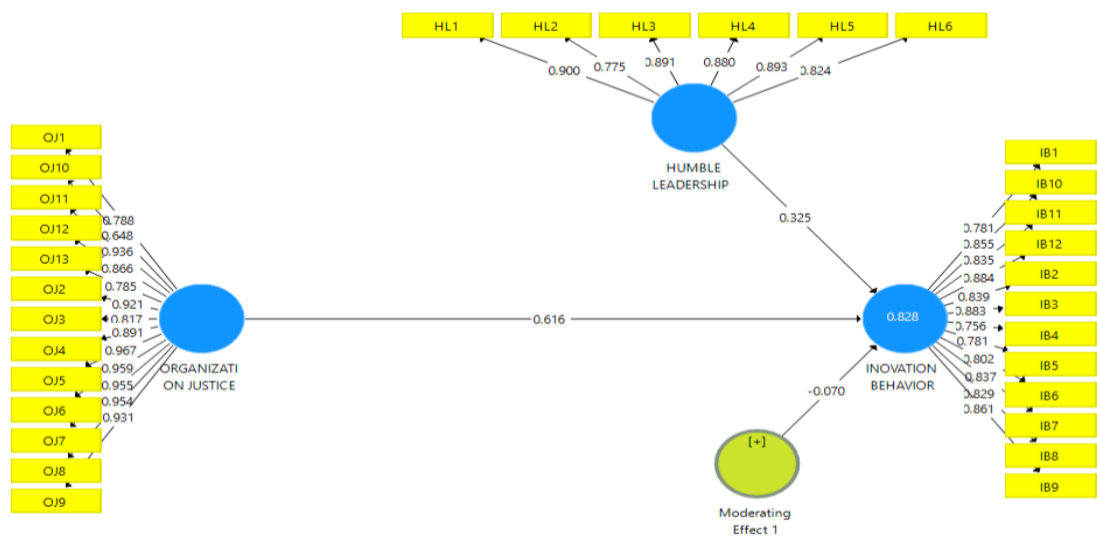 HL1
HL2
HL3
HL4
HL5
HL6
0.900
0.775
0.891
0.880
0.893
0.824
HUMBLE
LEADERSHIP
0.325
OJ1
OJ10
OJ11
OJ12
OJ13
OJ2
OJ3
OJ4
OJ5
OJ6
OJ7
OJ8
OJ9
0.788
0.648
0.936
0.866
0.785
0.921
0.817
0.891
0.967
0.959
0.955
0.954
0.931
ORGANIZATI
ON JUSTICE
0.616
0.828
INOVATION
BEHAVIOR
-0.070
[+]
Moderating
Effect 1
0.781
0.855
0.835
0.884
0.839
0.883
0.756
0.781
0.802
0.837
0.829
0.861
IB1
IB10
IB11
IB12
IB2
IB3
IB4
IB5
IB6
IB7
IB8
IB9